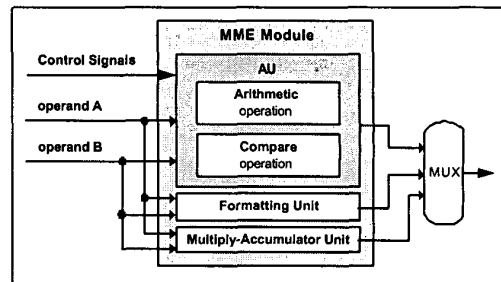 MME Module
Control Signals
AU
Arithmetic
operation
operand A
Compare
operation
operand B
MUX
Formatting Unit
Multiply-Accumulator Unit